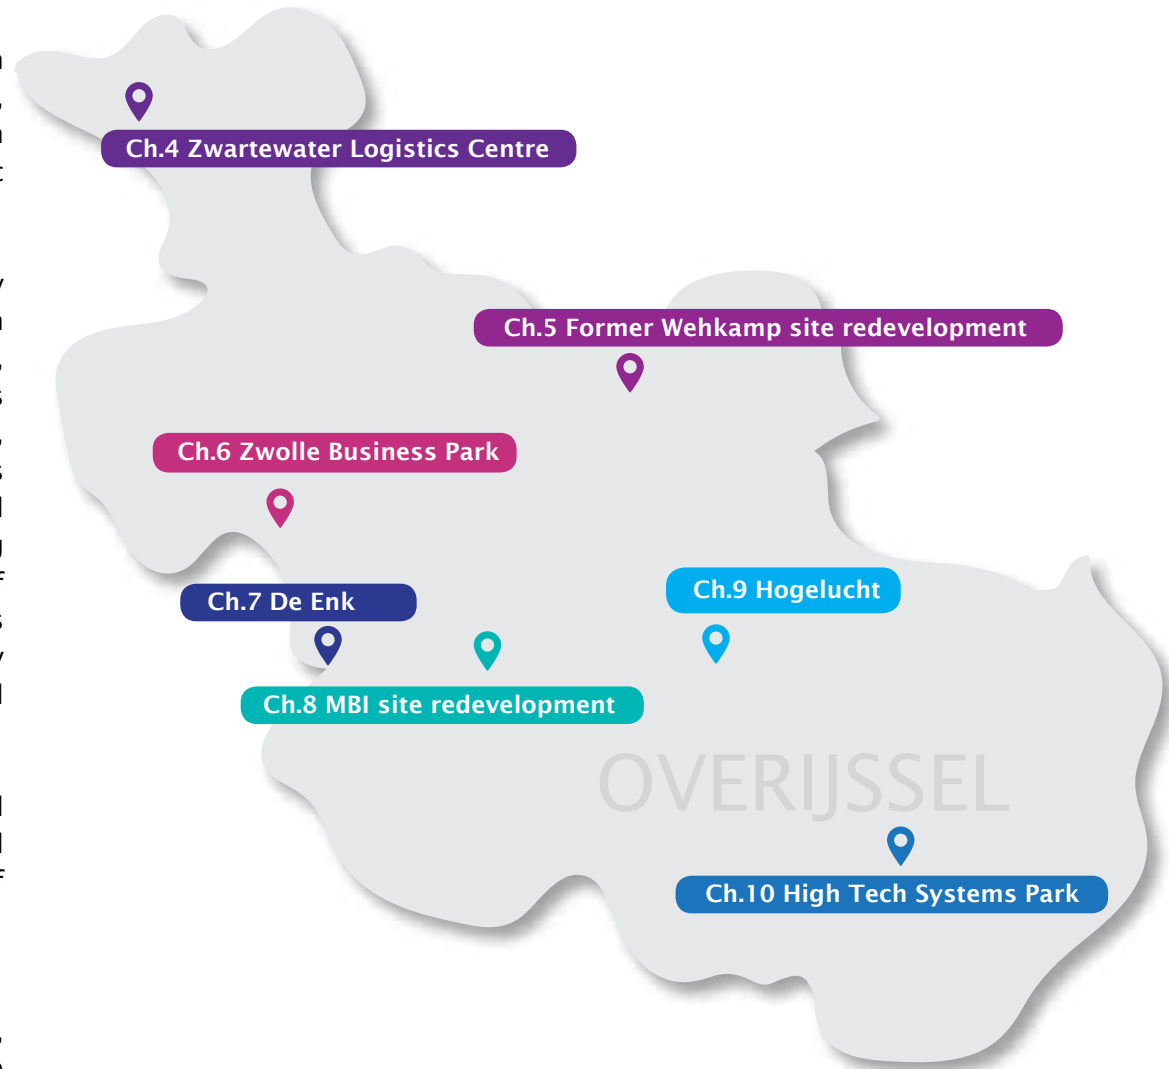 Ch.4 Zwartewater Logistics Centre
Ch.5 Former Wehkamp site redevelopment
Ch.6 Zwolle Business Park
Ch.7 De Enk
Ch.9 Hogelucht
Ch.8 MBI site redevelopment
OVERIJSSEL
Ch.10 High Tech Systems Park